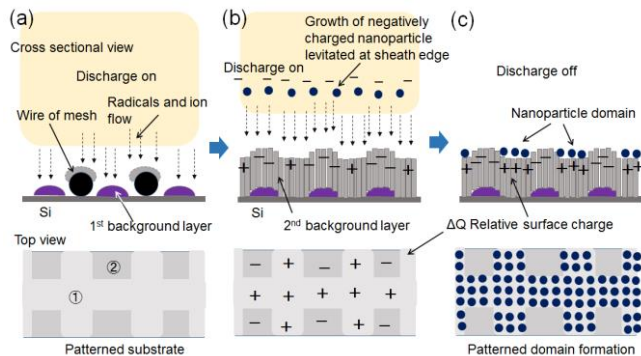 (a)
Cross sectional view
Discharge on
Radicals and ion
flow
Wire of mesh
Si
1st background layer
Top view
②
①
Patterned substrate
(b)
Growth of negatively
charged nanoparticle
levitated at sheath edge
Discharge on
− − − − − − −
− − − − − −
+ + + +
Si
2nd background layer
ΔQ Relative surface charge
− + − + −
+ + + + +
− + − + −
(c)
Discharge off
Nanoparticle domain
− − − − − −
+ + + + + +
Patterned domain formation